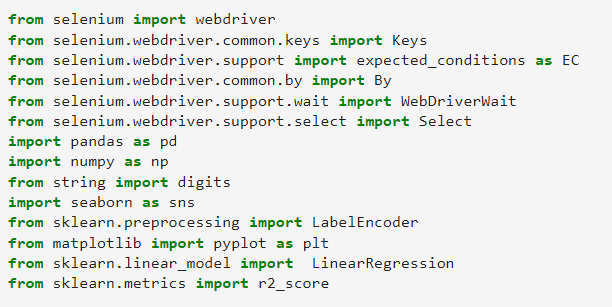 from selenium import webdriver
from selenium.webdriver.common.keys import Keys
from selenium.webdriver.support import expected_conditions as EC
from selenium.webdriver.common.by import By
from selenium.webdriver.support.wait import WebDriverWait
from selenium.webdriver.support.select import Select
import pandas as pd
import numpy as np
from string import digits
import seaborn as sns
from sklearn.preprocessing import LabelEncoder
from matplotlib import pyplot as plt
from sklearn.linear_model import  LinearRegression
from sklearn.metrics import r2_score